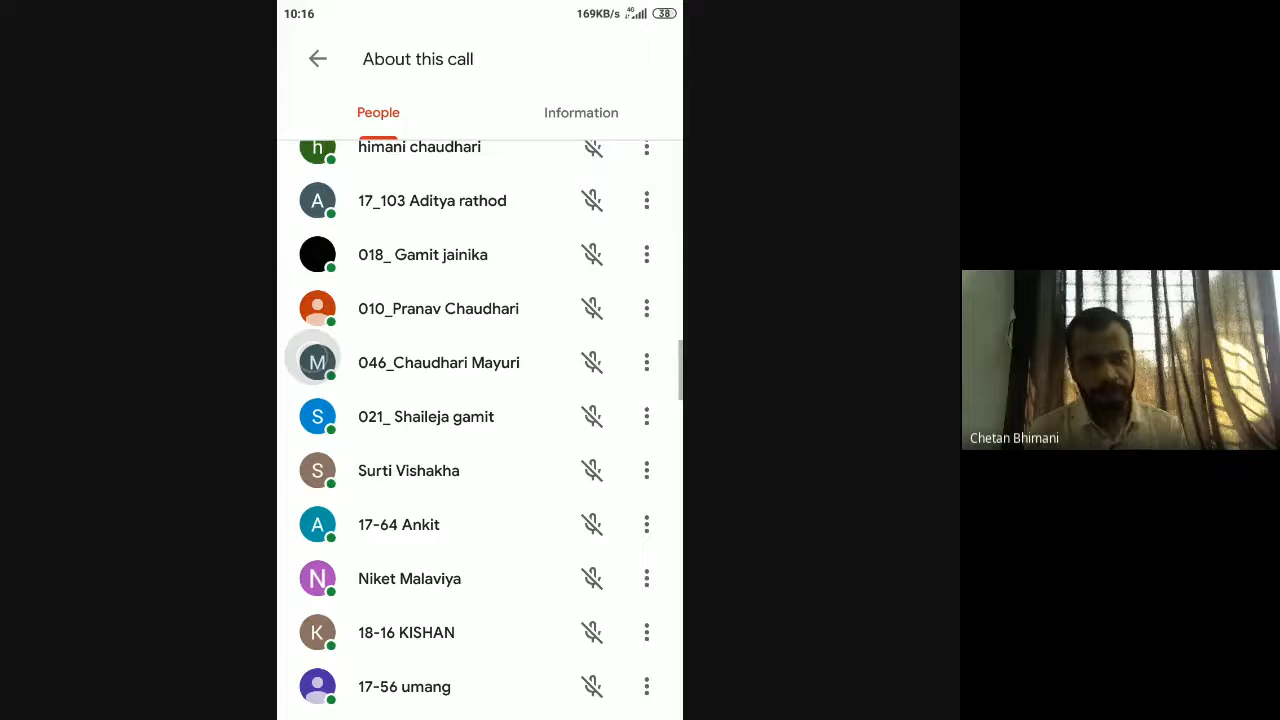 10:16
169KB/s 4G 38
About this call
People
Information
h himani chaudhari
A 17_103 Aditya rathod
018_ Gamit jainika
010_Pranav Chaudhari
M 046_Chaudhari Mayuri
S 021_ Shaileja gamit
S Surti Vishakha
A 17-64 Ankit
N Niket Malaviya
K 18-16 KISHAN
17-56 umang
Chetan Bhimani